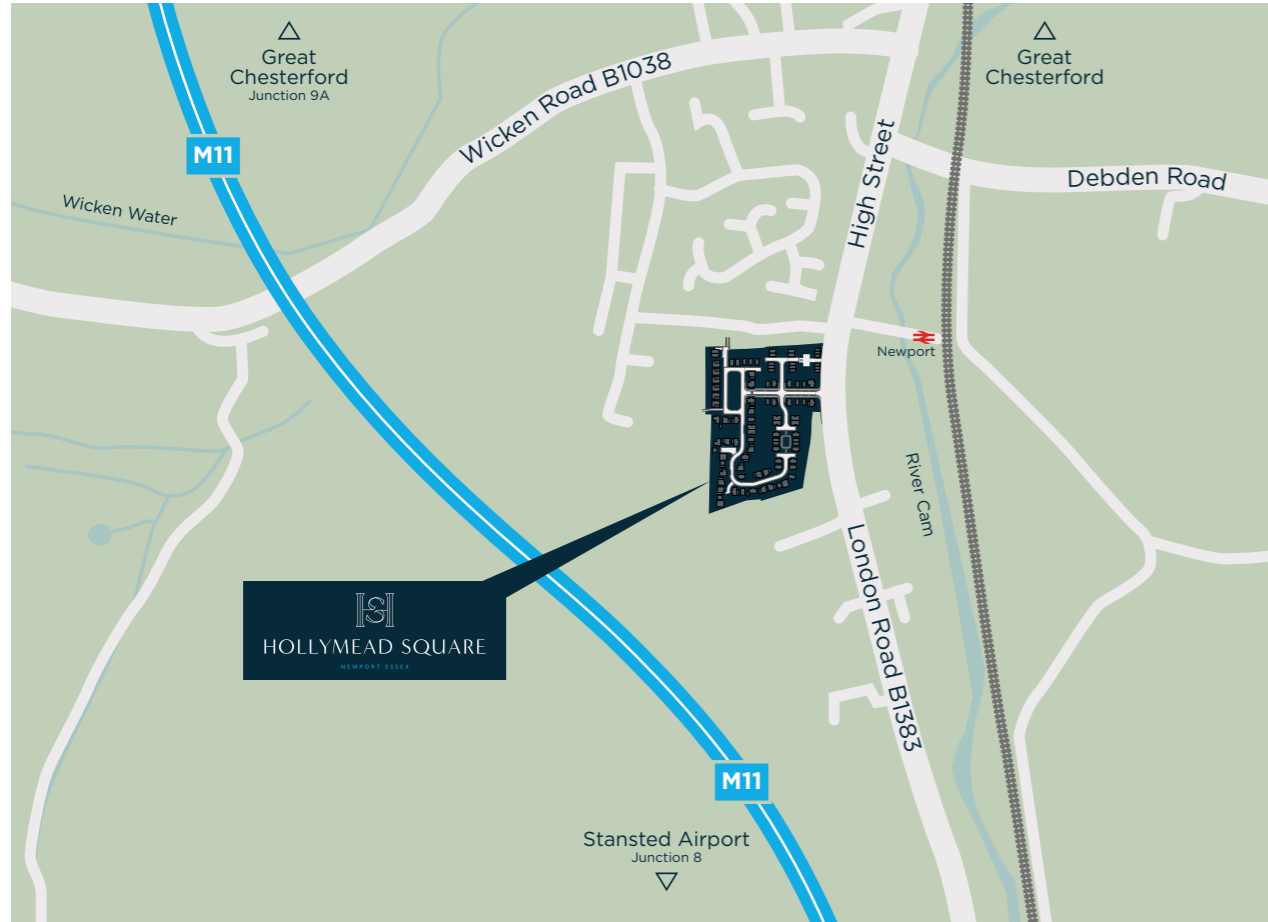 Great
Chesterford
Junction 9A
Great
Chesterford
Wicken Road B1038
M11
High Street
Debden Road
Wicken Water
Newport
River Cam
London Road B1383
HS
HOLLYMEAD SQUARE
NEWPORT ESSEX
M11
Stansted Airport
Junction 8